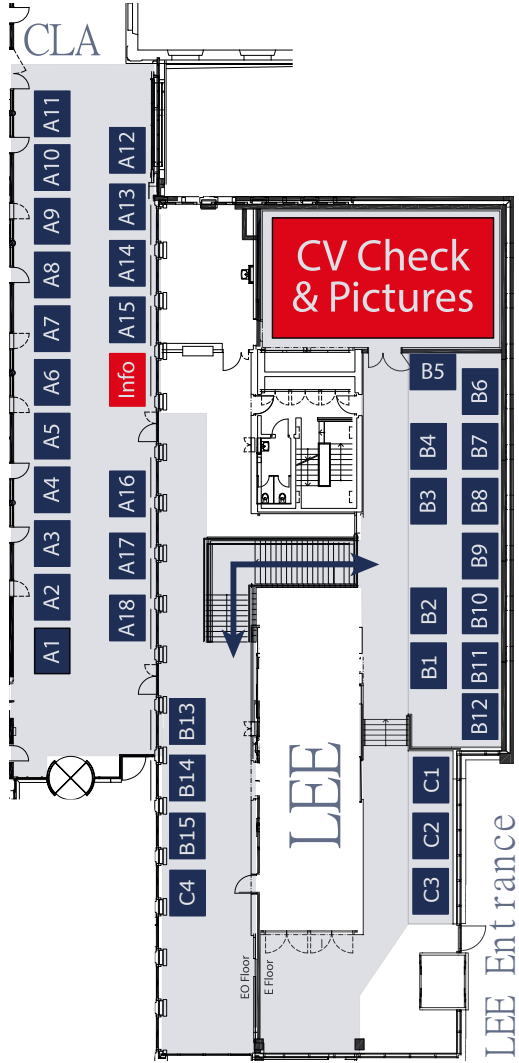 CLA
A11
A10
A9
A8
A7
A6
A5
A4
A3
A2
A1
A12
A13
A14
A15
Info
A16
A17
A18
CV Check
& Pictures
B5
B6
B4
B7
B3
B8
B9
B2
B10
B1
B11
B12
B13
B14
B15
C4
LEE
C1
C2
C3
EO Floor
E Floor
LEE Entrance